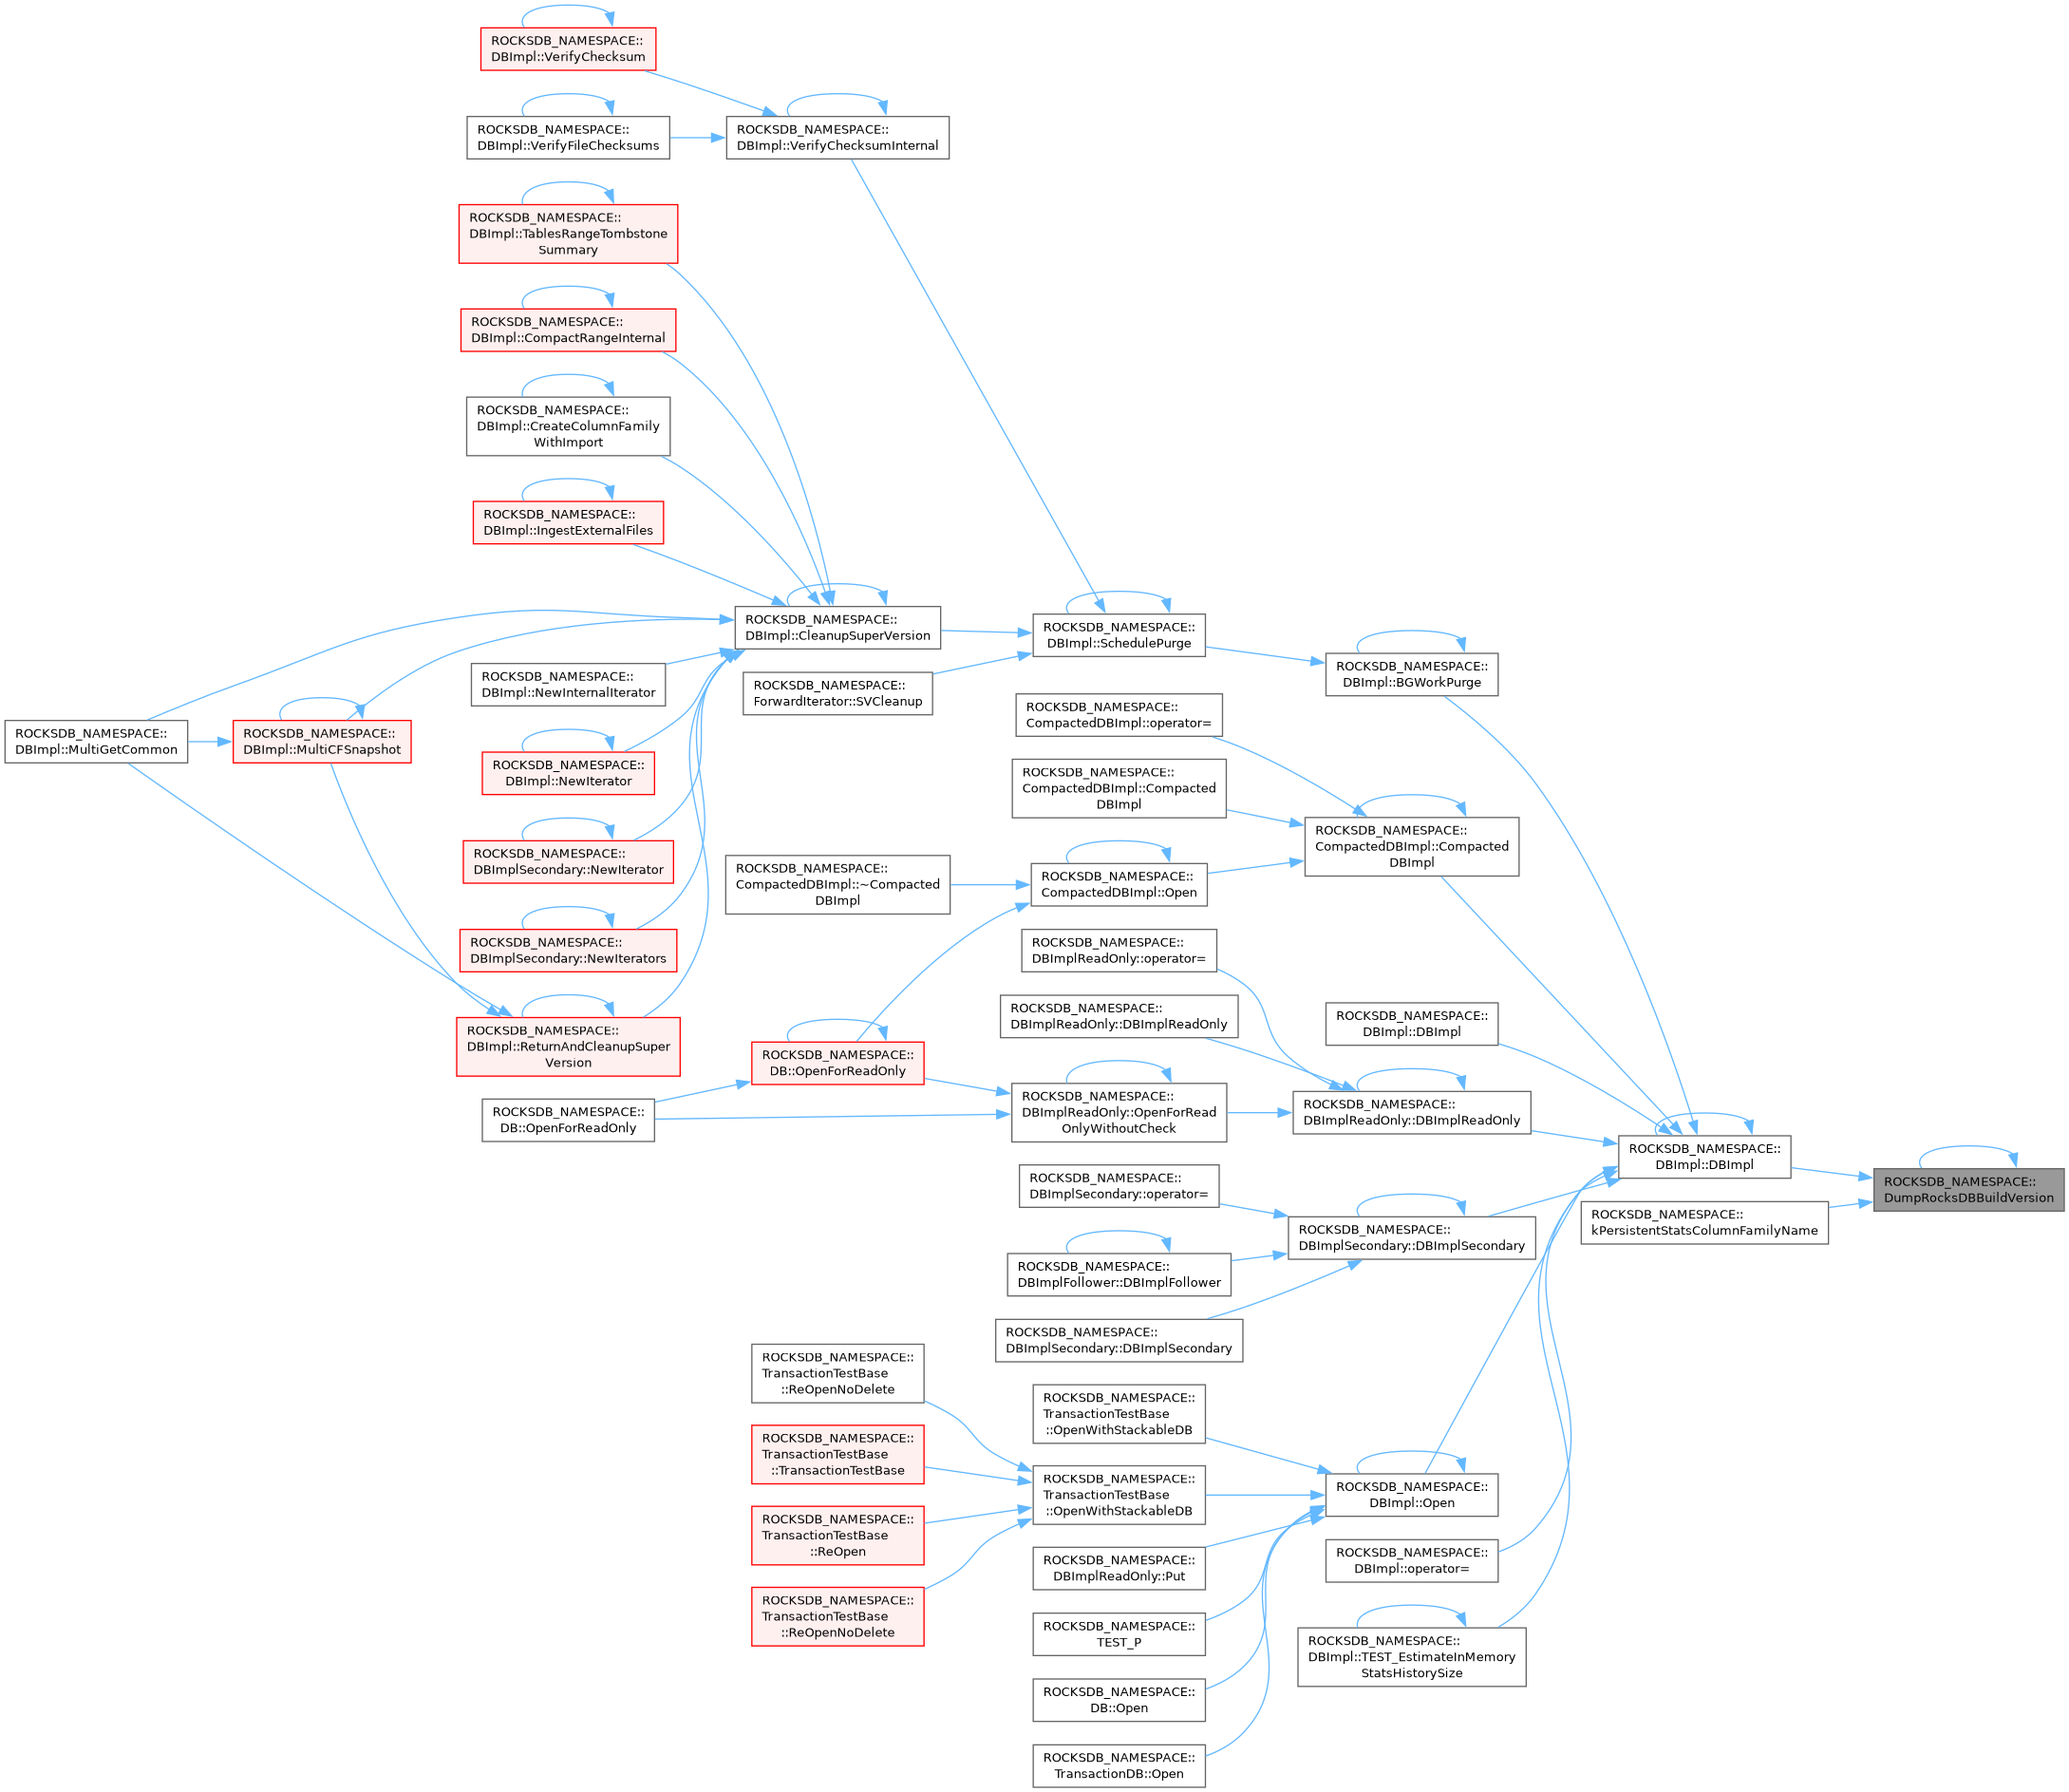 ROCKSDB_NAMESPACE::
DBImpl::VerifyChecksum
ROCKSDB_NAMESPACE::
DBImpl::VerifyFileChecksums
ROCKSDB_NAMESPACE::
DBImpl::VerifyChecksumInternal
ROCKSDB_NAMESPACE::
DBImpl::TablesRangeTombstone
Summary
ROCKSDB_NAMESPACE::
DBImpl::CompactRangeInternal
ROCKSDB_NAMESPACE::
DBImpl::CreateColumnFamily
WithImport
ROCKSDB_NAMESPACE::
DBImpl::IngestExternalFiles
ROCKSDB_NAMESPACE::
DBImpl::CleanupSuperVersion
ROCKSDB_NAMESPACE::
DBImpl::SchedulePurge
ROCKSDB_NAMESPACE::
DBImpl::BGWorkPurge
ROCKSDB_NAMESPACE::
DBImpl::NewInternalIterator
ROCKSDB_NAMESPACE::
ForwardIterator::SVCleanup
ROCKSDB_NAMESPACE::
CompactedDBImpl::operator=
ROCKSDB_NAMESPACE::
DBImpl::MultiGetCommon
ROCKSDB_NAMESPACE::
DBImpl::MultiCFSnapshot
ROCKSDB_NAMESPACE::
DBImpl::NewIterator
ROCKSDB_NAMESPACE::
CompactedDBImpl::Compacted
DBImpl
ROCKSDB_NAMESPACE::
CompactedDBImpl::Compacted
DBImpl
ROCKSDB_NAMESPACE::
DBImplSecondary::NewIterator
ROCKSDB_NAMESPACE::
CompactedDBImpl::~Compacted
DBImpl
ROCKSDB_NAMESPACE::
CompactedDBImpl::Open
ROCKSDB_NAMESPACE::
DBImplSecondary::NewIterators
ROCKSDB_NAMESPACE::
DBImplReadOnly::operator=
ROCKSDB_NAMESPACE::
DBImplReadOnly::DBImplReadOnly
ROCKSDB_NAMESPACE::
DBImpl::DBImpl
ROCKSDB_NAMESPACE::
DBImpl::ReturnAndCleanupSuper
Version
ROCKSDB_NAMESPACE::
DB::OpenForReadOnly
ROCKSDB_NAMESPACE::
DBImplReadOnly::OpenForRead
OnlyWithoutCheck
ROCKSDB_NAMESPACE::
DBImplReadOnly::DBImplReadOnly
ROCKSDB_NAMESPACE::
DB::OpenForReadOnly
ROCKSDB_NAMESPACE::
DBImpl::DBImpl
ROCKSDB_NAMESPACE::
DumpRocksDBBuildVersion
ROCKSDB_NAMESPACE::
DBImplSecondary::operator=
ROCKSDB_NAMESPACE::
kPersistentStatsColumnFamilyName
ROCKSDB_NAMESPACE::
DBImplSecondary::DBImplSecondary
ROCKSDB_NAMESPACE::
DBImplFollower::DBImplFollower
ROCKSDB_NAMESPACE::
DBImplSecondary::DBImplSecondary
ROCKSDB_NAMESPACE::
TransactionTestBase
::ReOpenNoDelete
ROCKSDB_NAMESPACE::
TransactionTestBase
::OpenWithStackableDB
ROCKSDB_NAMESPACE::
TransactionTestBase
::TransactionTestBase
ROCKSDB_NAMESPACE::
TransactionTestBase
::OpenWithStackableDB
ROCKSDB_NAMESPACE::
DBImpl::Open
ROCKSDB_NAMESPACE::
TransactionTestBase
::ReOpen
ROCKSDB_NAMESPACE::
DBImplReadOnly::Put
ROCKSDB_NAMESPACE::
DBImpl::operator=
ROCKSDB_NAMESPACE::
TransactionTestBase
::ReOpenNoDelete
ROCKSDB_NAMESPACE::
TEST_P
ROCKSDB_NAMESPACE::
DBImpl::TEST_EstimateInMemory
StatsHistorySize
ROCKSDB_NAMESPACE::
DB::Open
ROCKSDB_NAMESPACE::
TransactionDB::Open